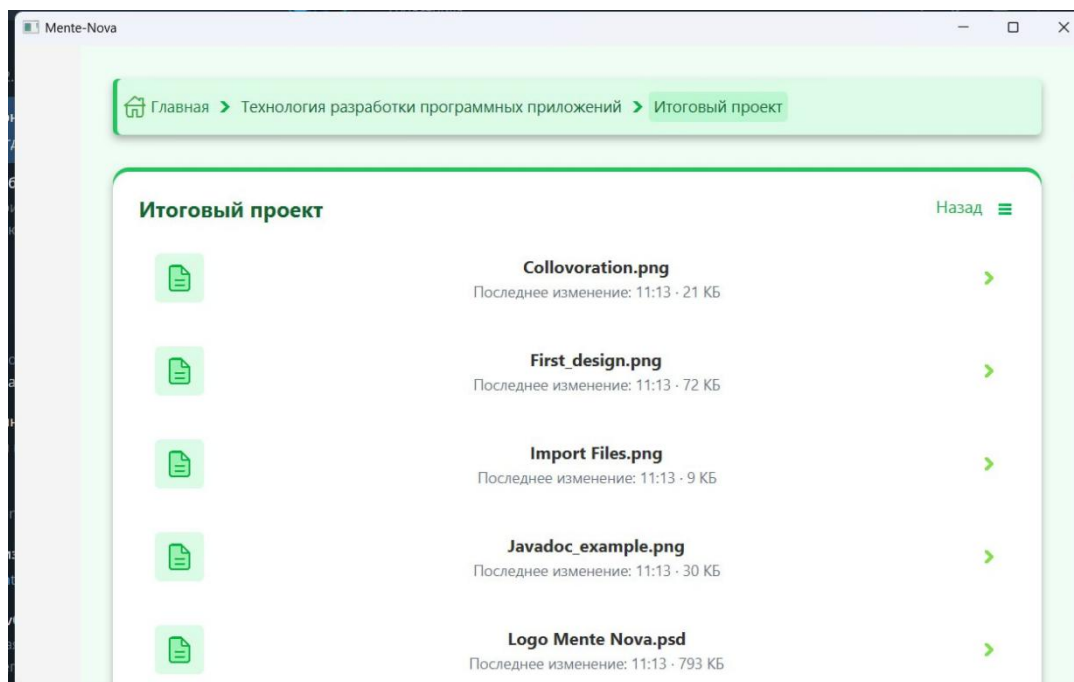 Mente-Nova
Главная > Технология разработки программных приложений > Итоговый проект
Итоговый проект
Назад
Collovoration.png
Последнее изменение: 11:13 · 21 КБ
First_design.png
Последнее изменение: 11:13 · 72 КБ
Import Files.png
Последнее изменение: 11:13 · 9 КБ
Javadoc_example.png
Последнее изменение: 11:13 · 30 КБ
Logo Mente Nova.psd
Последнее изменение: 11:13 · 793 КБ